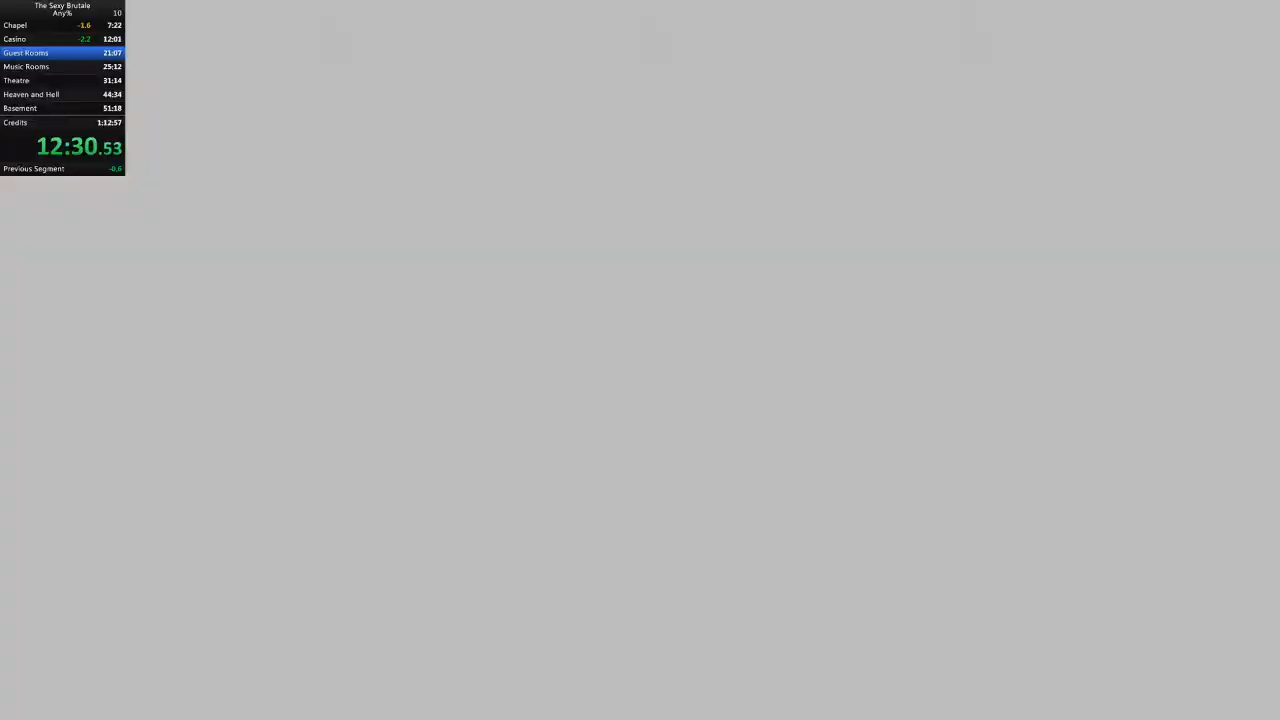 The Sexy Brutale
Any% 10
Chapel -1.6 7:22
Casino -2.2 12:01
Guest Rooms 21:07
Music Rooms 25:12
Theatre 31:14
Heaven and Hell 44:34
Basement 51:18
Credits 1:12:57
12:30.53
Previous Segment -0.6